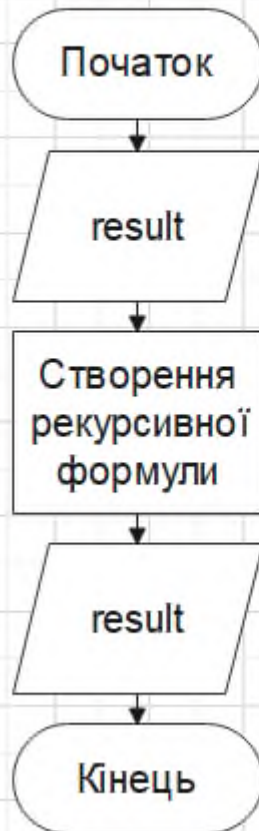 Початок
result
Створення
рекурсивної
формули
result
Кінець